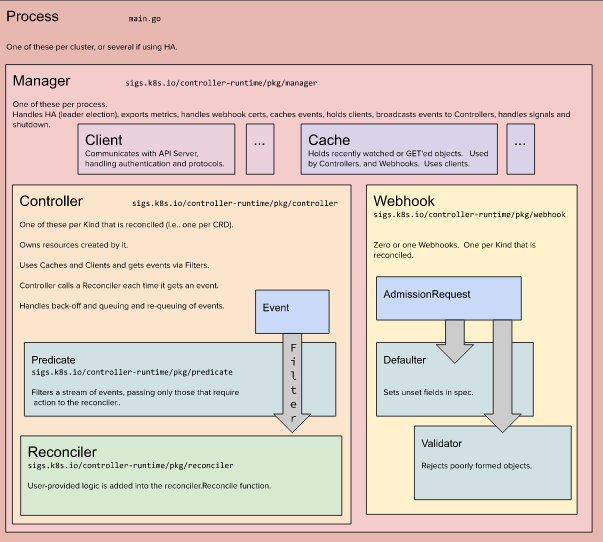 Process main.go
One of these per cluster, or several if using HA.
Manager sigs.k8s.io/controller-runtime/pkg/manager
One of these per process.
Handles HA (leader election), exports metrics, handles webhook certs, caches events, holds clients, broadcasts events to Controllers, handles signals and
shutdown.
Client
Communicates with API Server,
handling authentication and protocols.
...
Cache
Holds recently watched or GET'ed objects. Used
by Controllers. and Webhooks. Uses clients.
...
Controller sigs.k8s.io/controller-runtime/pkg/controller
One of these per Kind that is reconciled (i.e.. one per CRD).
Owns resources created by it.
Uses Caches and Clients and gets events via Filters.
Controller calls a Reconciler each time it gets an event.
Handles back-off and queuing and re-queuing of events.
Event
Filter
Predicate
sigs.k8s.io/controller-runtime/pkg/predicate
Filters a stream of events, passing only those that require
action to the reconciler..
Reconciler
sigs.k8s.io/controller-runtime/pkg/reconciler
User-provided logic is added into the reconciler.Reconcile function.
Webhook
sigs.k8s.io/controller-runtime/pkg/webhook
Zero or one Webhooks. One per Kind that is
reconciled.
AdmissionRequest
Defaulter
Sets unset fields in spec.
Validator
Rejects poorly formed objects.